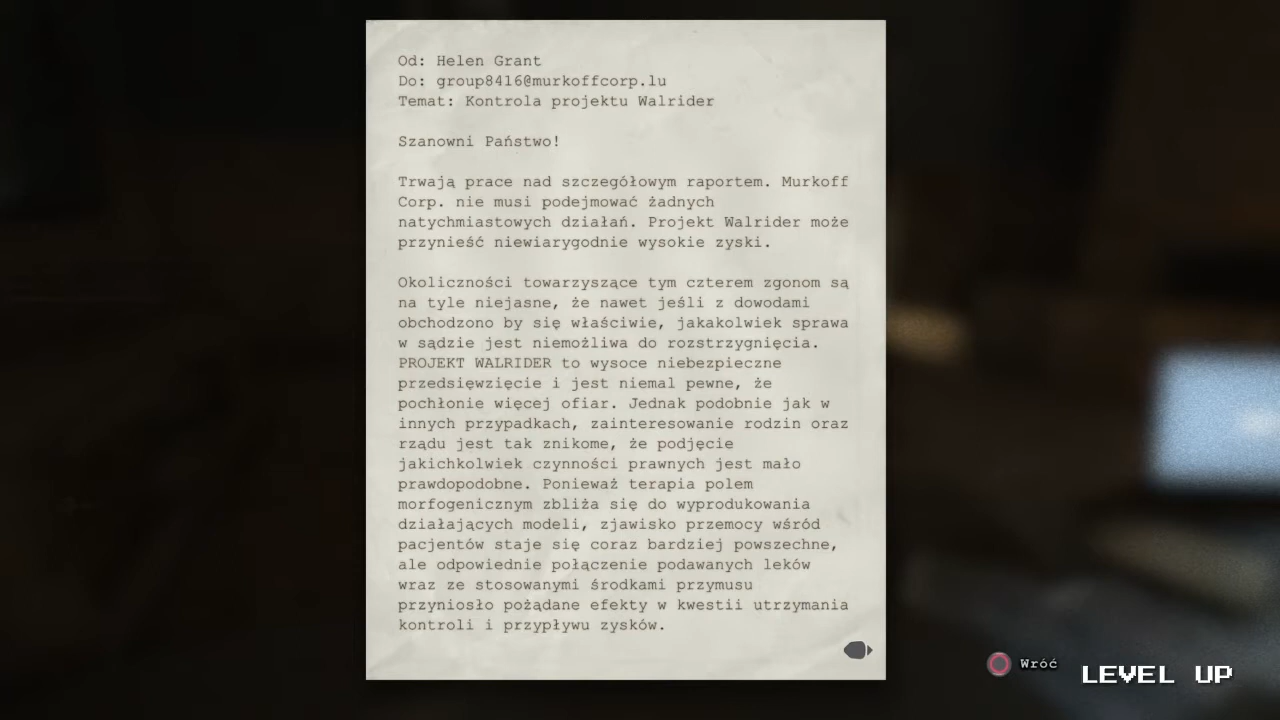 Od: Helen Grant
Do: group8416@murkoffcorp.lu
Temat: Kontrola projektu Walrider
Szanowni Państwo!
Trwają prace nad szczegółowym raportem. Murkoff
Corp. nie musi podejmować żadnych
natychmiastowych działań. Projekt Walrider może
przynieść niewiarygodnie wysokie zyski.
Okoliczności towarzyszące tym czterem zgonom są
na tyle niejasne, że nawet jeśli z dowodami
obchodzono by się właściwie, jakakolwiek sprawa
w sądzie jest niemożliwa do rozstrzygnięcia.
PROJEKT WALRIDER to wysoce niebezpieczne
przedsięwzięcie i jest niemal pewne, że
pochłonie więcej ofiar. Jednak podobnie jak w
innych przypadkach, zainteresowanie rodzin oraz
rządu jest tak znikome, że podjęcie
jakichkolwiek czynności prawnych jest mało
prawdopodobne. Ponieważ terapia polem
morfogenicznym zbliża się do wyprodukowania
działających modeli, zjawisko przemocy wśród
pacjentów staje się coraz bardziej powszechne,
ale odpowiednie połączenie podawanych leków
wraz ze stosowanymi środkami przymusu
przyniosło pożądane efekty w kwestii utrzymania
kontroli i przypływu zysków.
Wróć
LEVEL UP